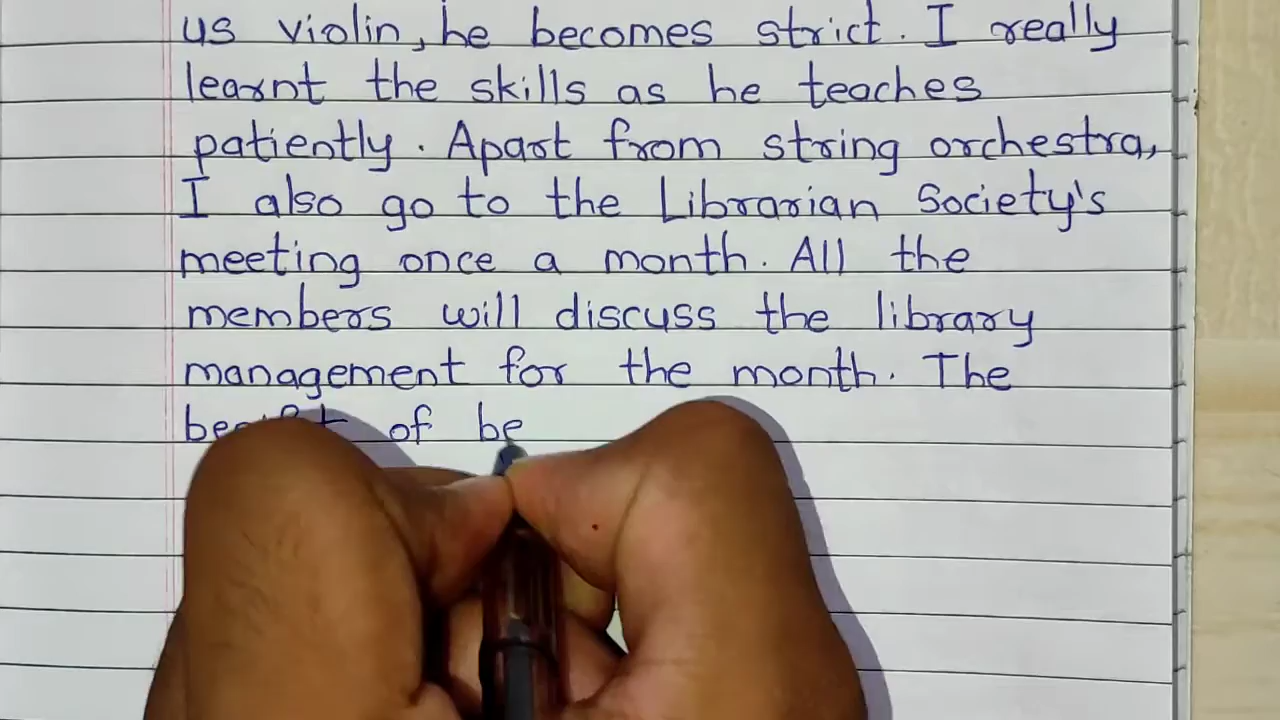 us violin, he becomes strict. I really
learnt the skills as he teaches
patiently. Apart from string orchestra,
I also go to the Librarian Society's
meeting once a month. All the
members will discuss the library
management for the month. The
of be